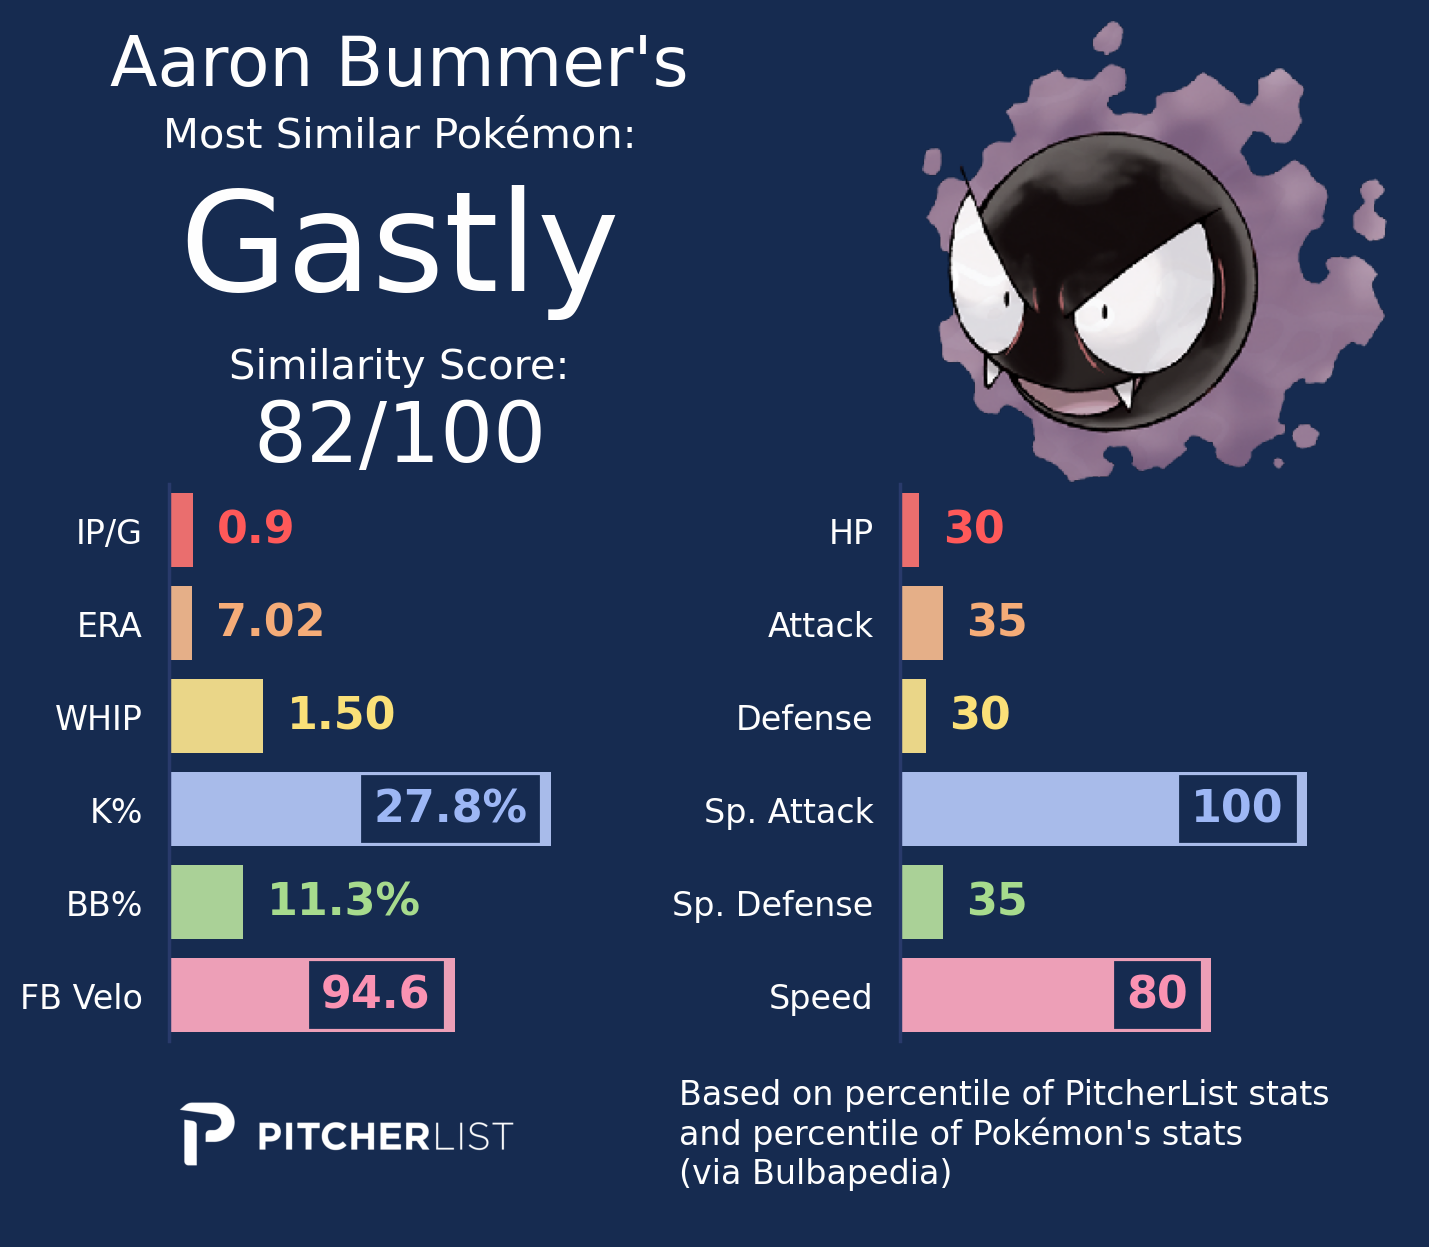 Aaron Bummer's
Most Similar Pokémon:
Gastly
Similarity Score:
82/100
IP/G 0.9
ERA 7.02
WHIP 1.50
K% 27.8%
BB% 11.3%
FB Velo 94.6
HP 30
Attack 35
Defense 30
Sp. Attack 100
Sp. Defense 35
Speed 80
PITCHERLIST
Based on percentile of PitcherList stats
and percentile of Pokémon's stats
(via Bulbapedia)